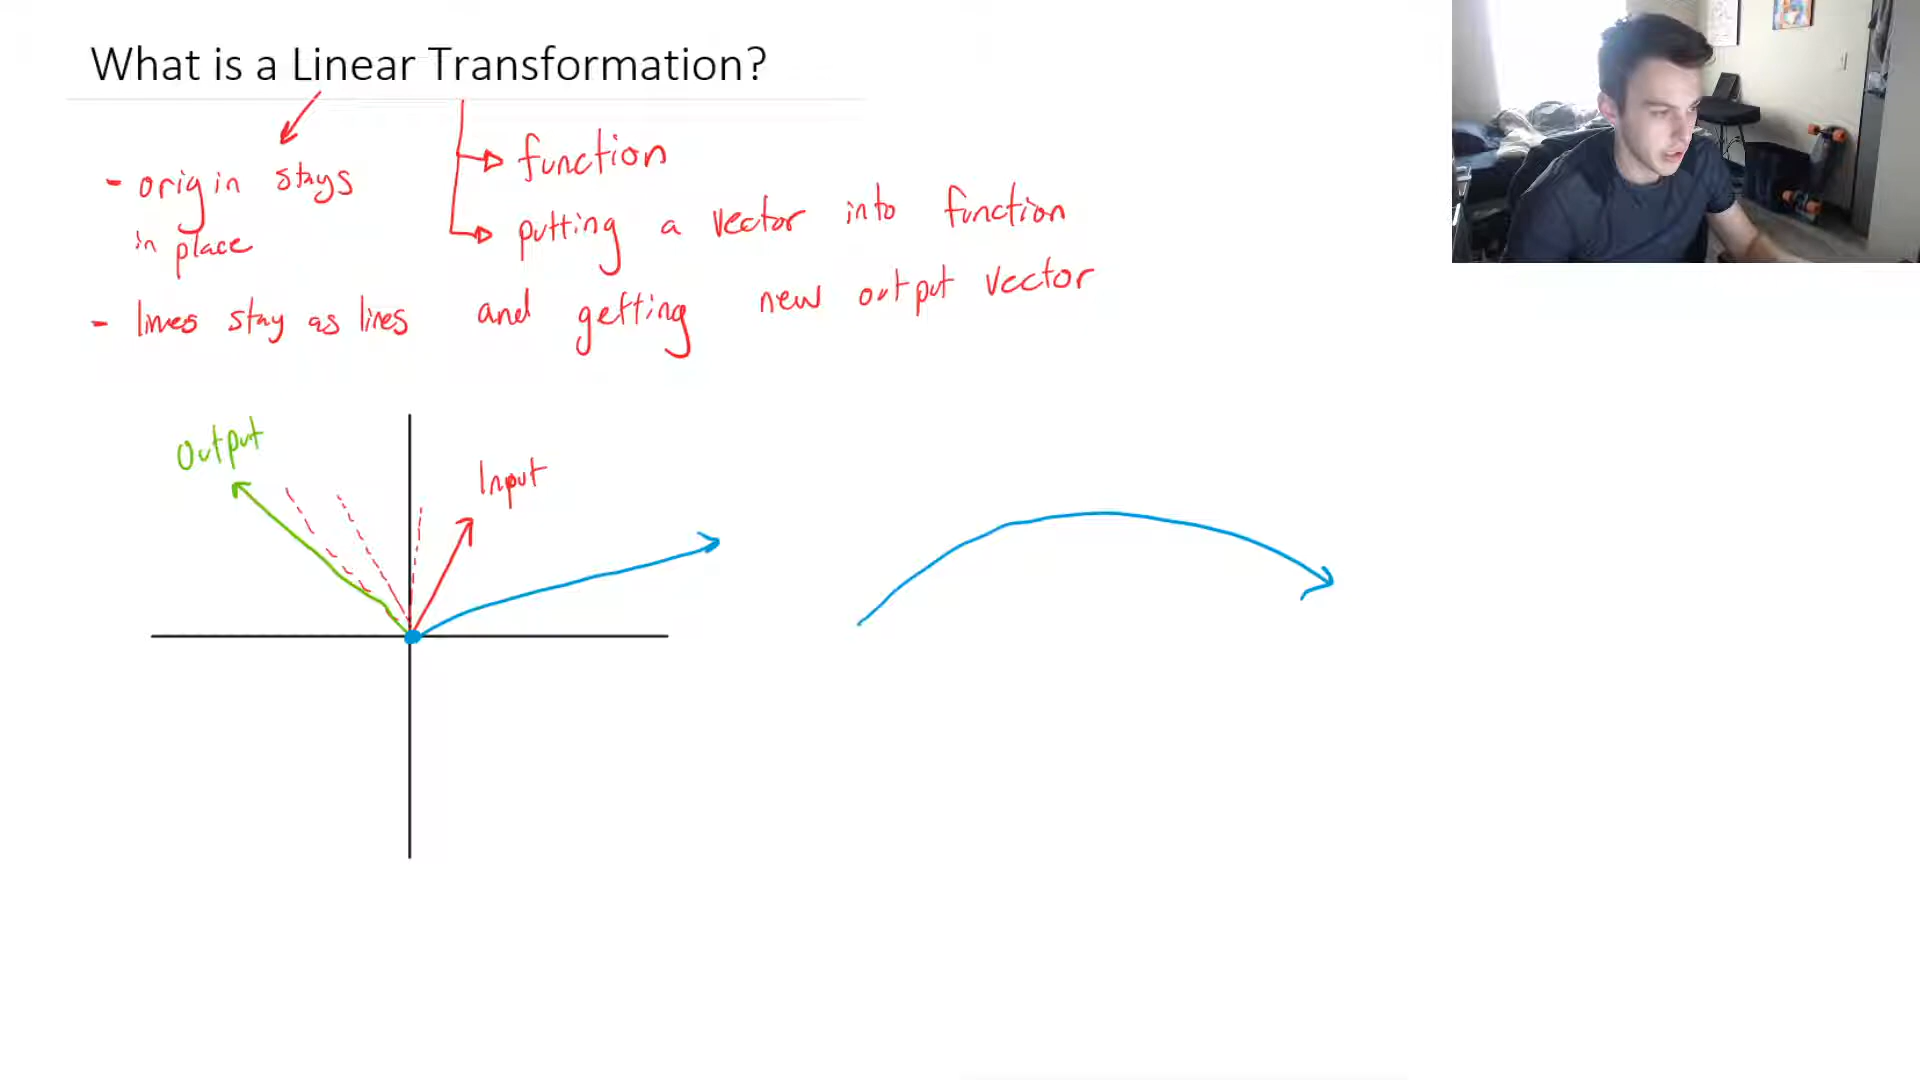 What is a Linear Transformation?
- origin stays
in place
- lines stay as lines
function
putting a vector into function
and getting new output vector
Output
Input